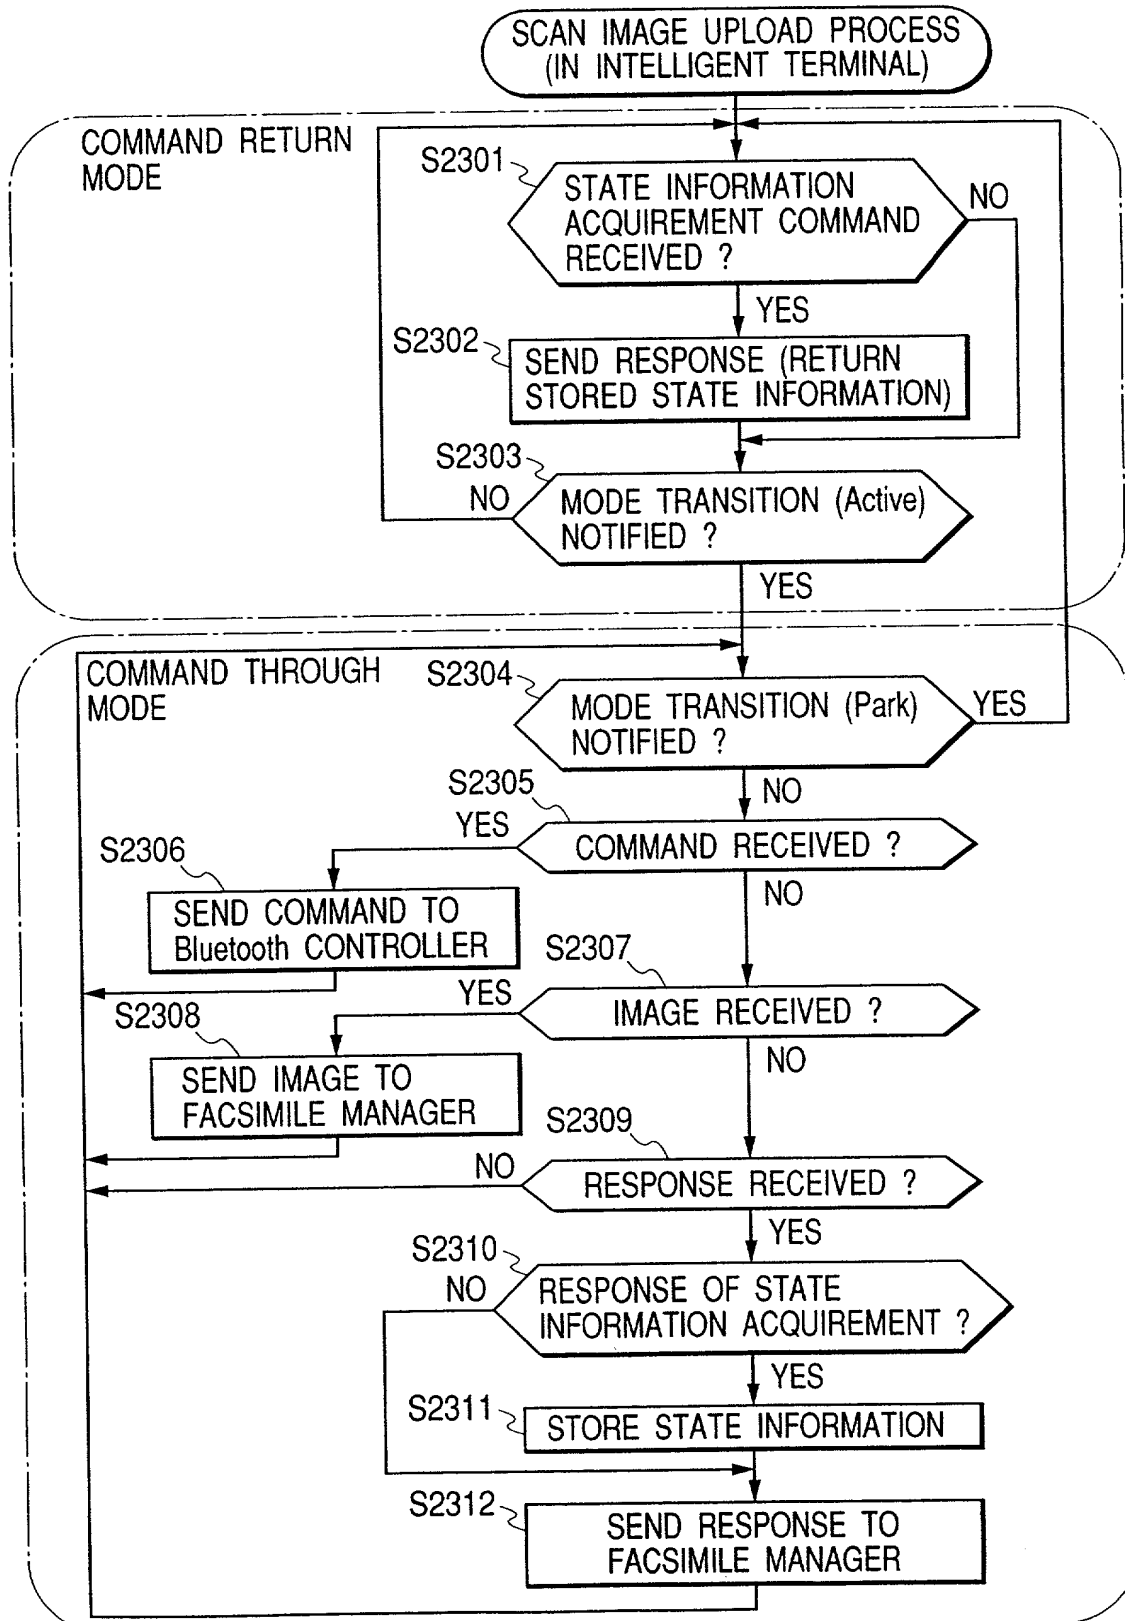 SCAN IMAGE UPLOAD PROCESS
(IN INTELLIGENT TERMINAL)
COMMAND RETURN
MODE
S2301
STATE INFORMATION
ACQUIREMENT COMMAND
RECEIVED ?
NO
YES
S2302
SEND RESPONSE (RETURN
STORED STATE INFORMATION)
S2303
NO
MODE TRANSITION (Active)
NOTIFIED ?
YES
COMMAND THROUGH
MODE
S2304
MODE TRANSITION (Park)
NOTIFIED ?
YES
NO
S2305
YES
COMMAND RECEIVED ?
NO
S2306
SEND COMMAND TO
Bluetooth CONTROLLER
S2307
YES
IMAGE RECEIVED ?
NO
S2308
SEND IMAGE TO
FACSIMILE MANAGER
S2309
NO
RESPONSE RECEIVED ?
YES
S2310
NO
RESPONSE OF STATE
INFORMATION ACQUIREMENT ?
YES
S2311
STORE STATE INFORMATION
S2312
SEND RESPONSE TO
FACSIMILE MANAGER